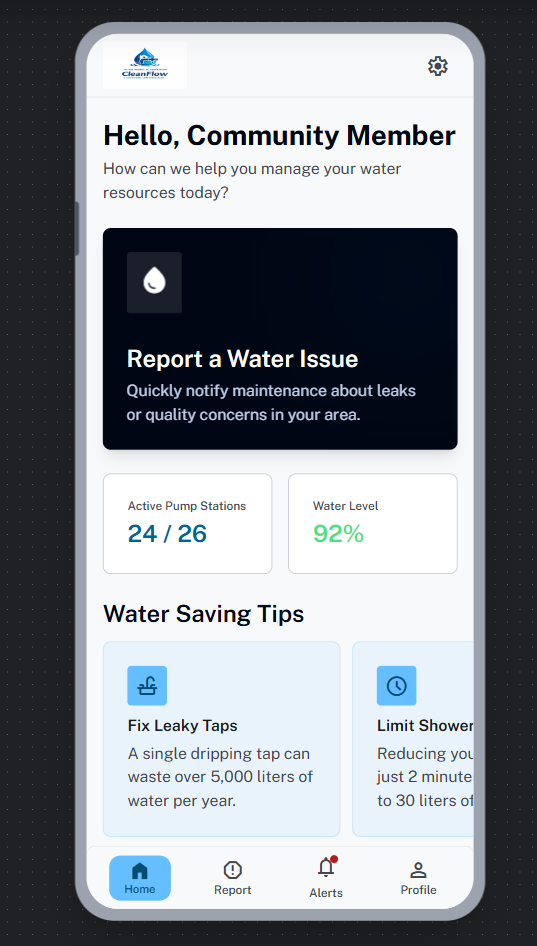 CleanFlow
Hello, Community Member
How can we help you manage your water
resources today?
Report a Water Issue
Quickly notify maintenance about leaks
or quality concerns in your area.
Active Pump Stations
24 / 26
Water Level
92%
Water Saving Tips
Fix Leaky Taps
A single dripping tap can
waste over 5,000 liters of
water per year.
Limit Shower
Reducing you
just 2 minute
to 30 liters of
Home
Report
Alerts
Profile